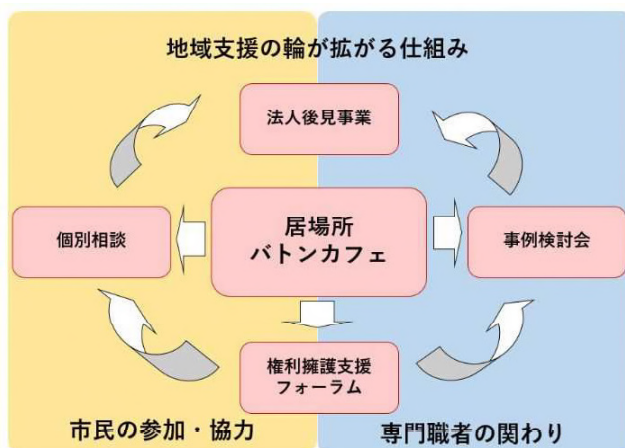 地域支援の輪が拡がる仕組み
法人後見事業
個別相談
居場所
バトンカフェ
事例検討会
権利擁護支援
フォーラム
市民の参加・協力
専門職者の関わり